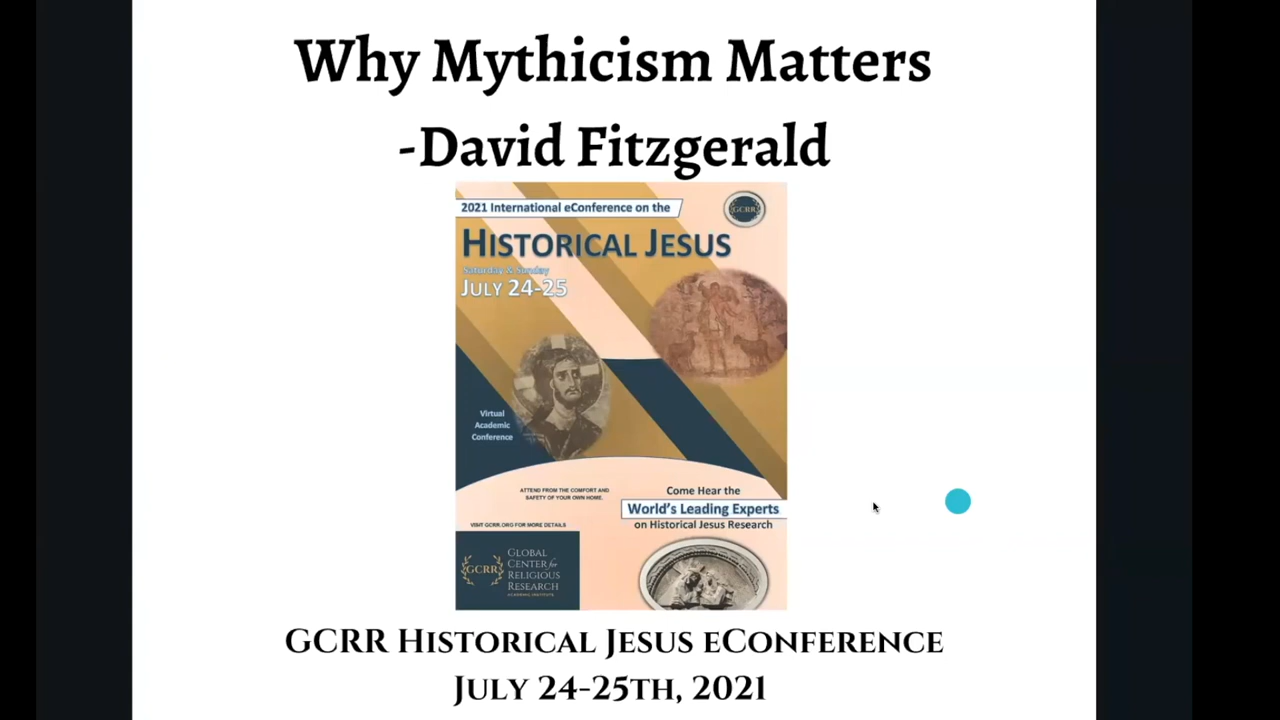 Why Mythicism Matters
-David Fitzgerald
2021 International eConference on the
GCRR
HISTORICAL JESUS
Saturday & Sunday
JULY 24-25
Virtual
Academic
Conference
ATTEND FROM THE COMFORT AND
SAFETY OF YOUR OWN HOME.
Come Hear the
World's Leading Experts
on Historical Jesus Research
VISIT GCRR.ORG FOR MORE DETAILS
GCRR
GLOBAL
CENTER for
RELIGIOUS
RESEARCH
ACADEMIC INSTITUTE
GCRR HISTORICAL JESUS ECONFERENCE
JULY 24-25TH, 2021